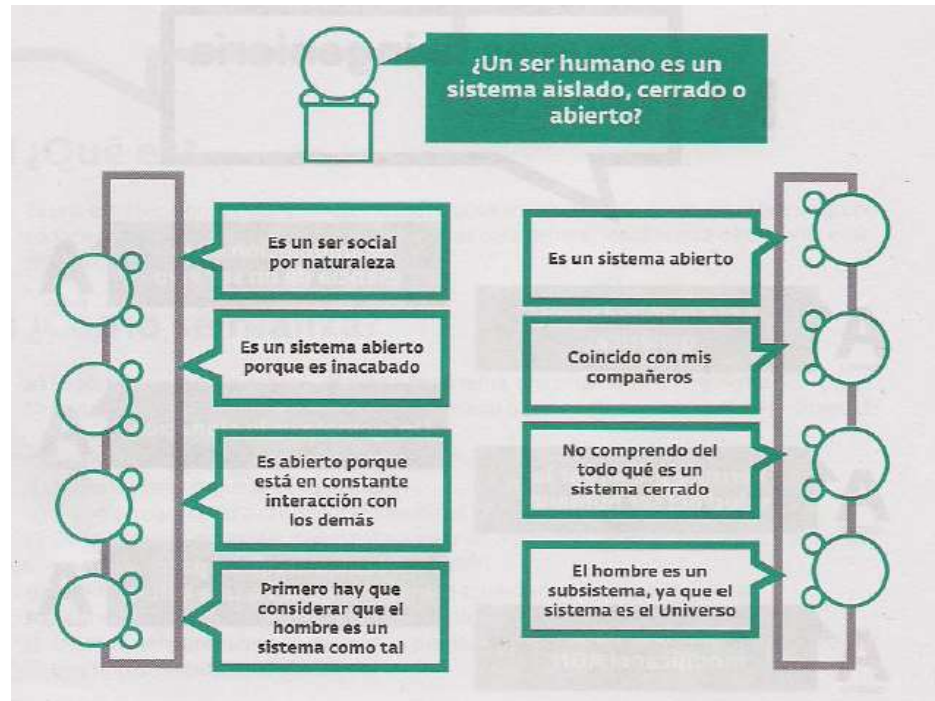 ¿Un ser humano es un
sistema aislado, cerrado o
abierto?
Es un ser social
por naturaleza
Es un sistema abierto
porque es inacabado
Es abierto porque
está en constante
interacción con
los demás
Primero hay que
considerar que el
hombre es un
sistema como tal
Es un sistema abierto
Coincido con mis
compañeros
No comprendo del
todo qué es un
sistema cerrado
El hombre es un
subsistema, ya que el
sistema es el Universo